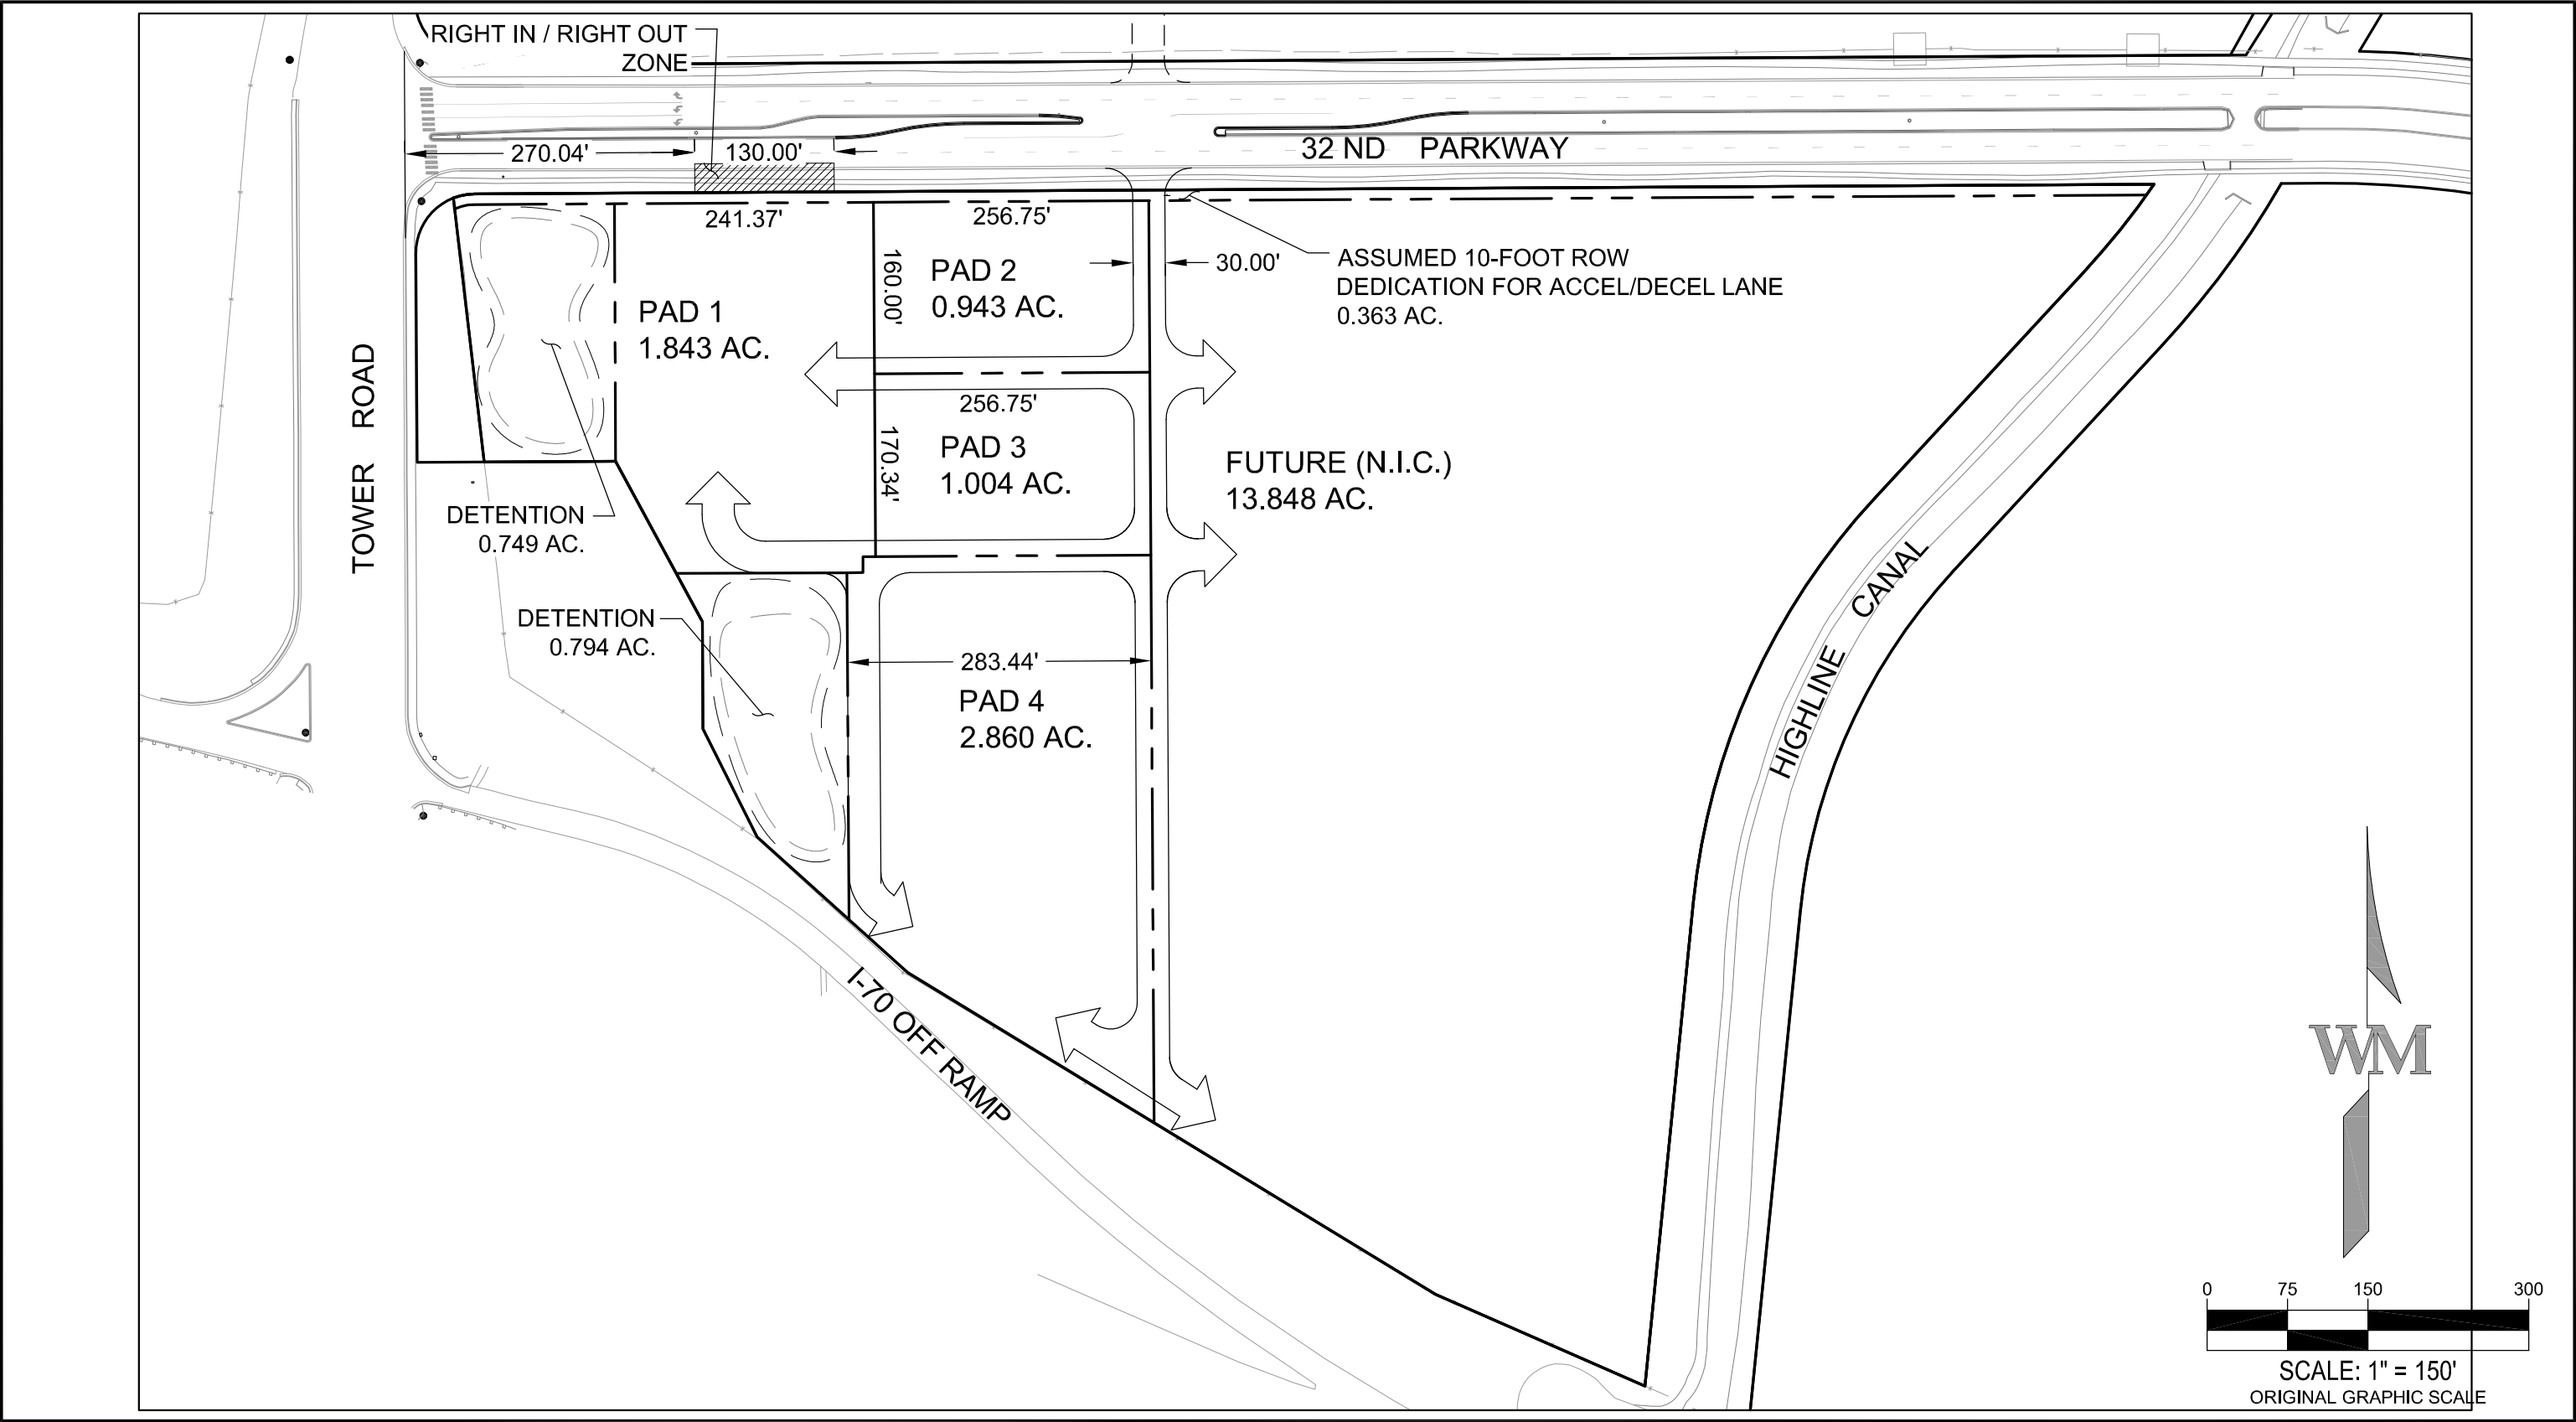 RIGHT IN / RIGHT OUT
ZONE
270.04'
130.00'
32 ND PARKWAY
241.37'
256.75'
160.00'
PAD 2
0.943 AC.
30.00'
ASSUMED 10-FOOT ROW
DEDICATION FOR ACCEL/DECEL LANE
0.363 AC.
PAD 1
1.843 AC.
TOWER ROAD
256.75'
170.34'
PAD 3
1.004 AC.
FUTURE (N.I.C.)
13.848 AC.
DETENTION
0.749 AC.
DETENTION
0.794 AC.
283.44'
PAD 4
2.860 AC.
HIGHLINE CANAL
I-70 OFF RAMP
WM
0 75 150 300
SCALE: 1" = 150'
ORIGINAL GRAPHIC SCALE